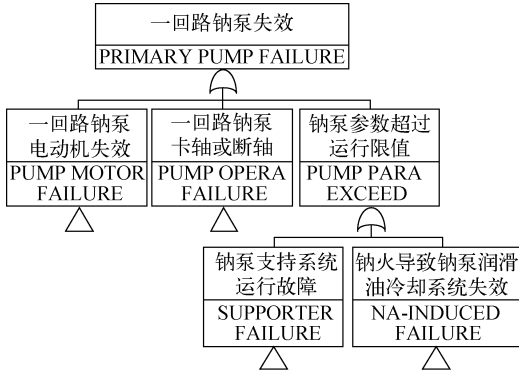 一回路钠泵失效
PRIMARY PUMP FAILURE
一回路钠泵
电动机失效
PUMP MOTOR
FAILURE
一回路钠泵
卡轴或断轴
PUMP OPERA
FAILURE
钠泵参数超过
运行限值
PUMP PARA
EXCEED
钠泵支持系统
运行故障
SUPPORTER
FAILURE
钠火导致钠泵润滑
油冷却系统失效
NA-INDUCED
FAILURE